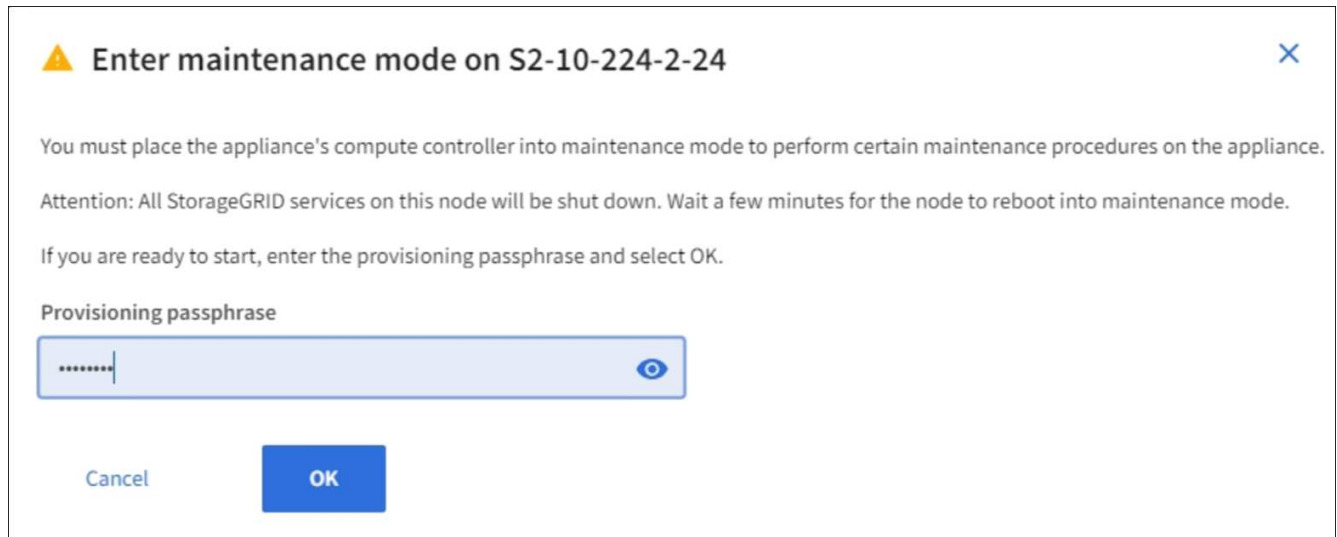 Enter maintenance mode on S2-10-224-2-24
You must place the appliance's compute controller into maintenance mode to perform certain maintenance procedures on the appliance.
Attention: All StorageGRID services on this node will be shut down. Wait a few minutes for the node to reboot into maintenance mode.
If you are ready to start, enter the provisioning passphrase and select OK.
Provisioning passphrase
••••••••
Cancel
OK